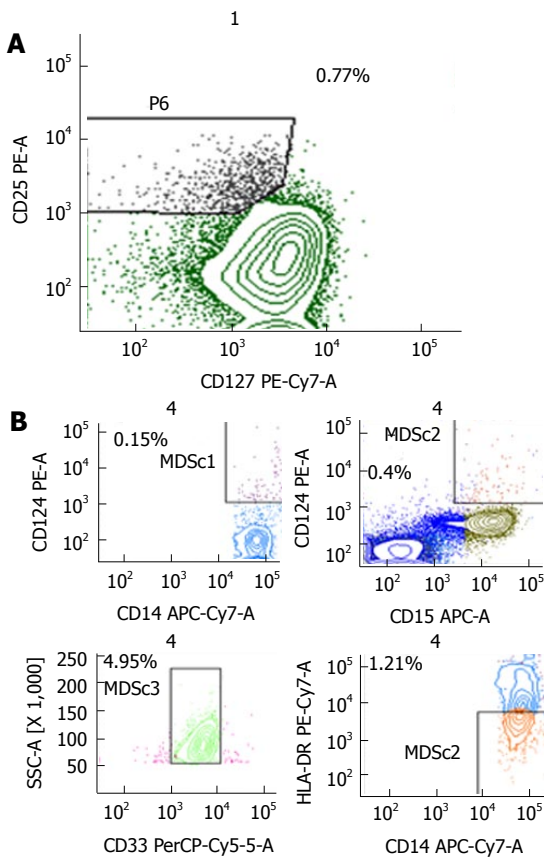 1
A
0.77%
P6
CD25 PE-A
10^5
10^4
10^3
10^2
10^2 10^3 10^4 10^5
CD127 PE-Cy7-A
B
4
0.15%
MDSc1
CD124 PE-A
10^5
10^4
10^3
10^2
10^2 10^3 10^4 10^5
CD14 APC-Cy7-A
4
MDSc2
0.4%
CD124 PE-A
10^5
10^4
10^3
10^2
10^2 10^3 10^4 10^5
CD15 APC-A
4
4.95%
MDSc3
SSC-A [X 1,000]
250
200
150
100
50
10^2 10^3 10^4 10^5
CD33 PerCP-Cy5-5-A
4
1.21%
MDSc2
HLA-DR PE-Cy7-A
10^5
10^4
10^3
10^2
10^2 10^3 10^4 10^5
CD14 APC-Cy7-A